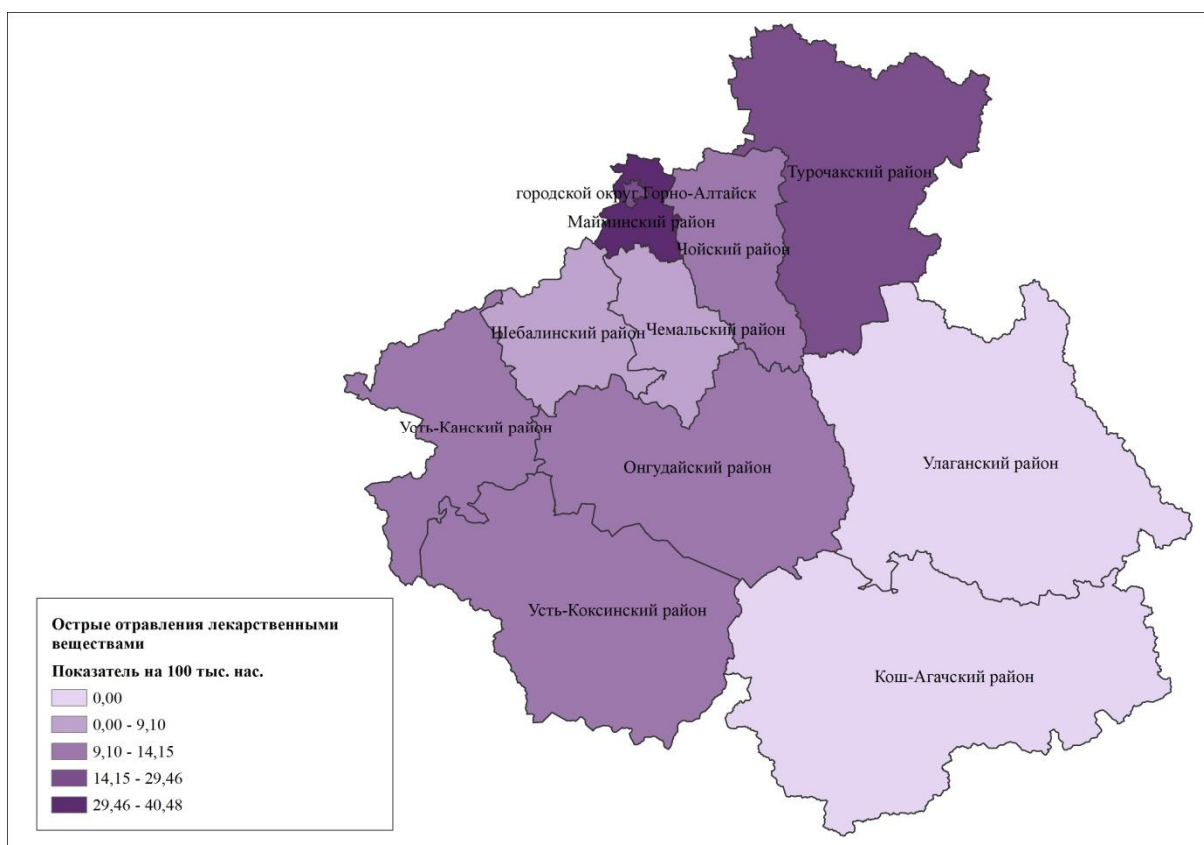 Турочакский район
городской округ Горно-Алтайск
Майминский район
Чойский район
Шебалинский район
Чемальский район
Усть-Канский район
Онгудайский район
Улаганский район
Усть-Коксинский район
Кош-Агачский район
Острые отравления лекарственными
веществами
Показатель на 100 тыс. нас.
0,00
0,00 - 9,10
9,10 - 14,15
14,15 - 29,46
29,46 - 40,48